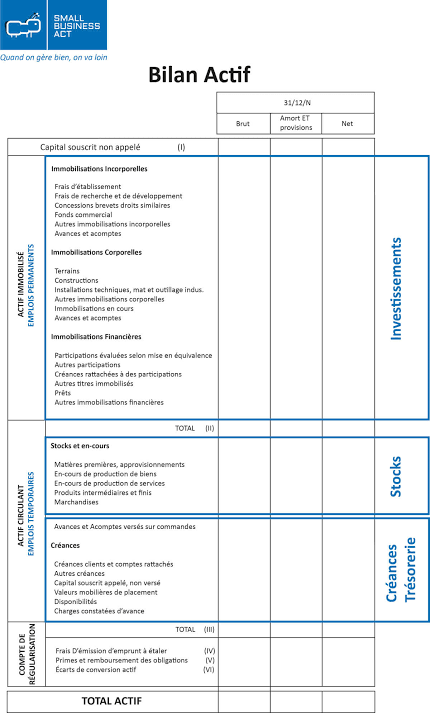 SMALL
BUSINESS
ACT
Quand on gère bien, on va loin
Bilan Actif
31/12/N
Brut
Amort ET
provisions
Net
Capital souscrit non appelé (I)
ACTIF IMMOBILISÉ
EMPLOIS PERMANENTS
Immobilisations Incorporelles
Frais d'établissement
Frais de recherche et de développement
Concessions brevets droits similaires
Fonds commercial
Autres immobilisations incorporelles
Avances et acomptes
Immobilisations Corporelles
Terrains
Constructions
Installations techniques, mat et outillage indus.
Autres immobilisations corporelles
Immobilisations en cours
Avances et acomptes
Immobilisations Financières
Participations évaluées selon mise en équivalence
Autres participations
Créances rattachées à des participations
Autres titres immobilisés
Prêts
Autres immobilisations financières
Investissements
TOTAL (II)
ACTIF CIRCULANT
EMPLOIS TEMPORAIRES
Stocks et en-cours
Matières premières, approvisionnements
En-cours de production de biens
En-cours de production de services
Produits intermédiaires et finis
Marchandises
Stocks
Avances et Acomptes versés sur commandes
Créances
Créances clients et comptes rattachés
Autres créances
Capital souscrit appelé, non versé
Valeurs mobilières de placement
Disponibilités
Charges constatées d'avance
Créances
Trésorerie
TOTAL (III)
COMPTE DE
RÉGULARISATION
Frais D'émission d'emprunt à étaler (IV)
Primes et remboursement des obligations (V)
Écarts de conversion actif (VI)
TOTAL ACTIF